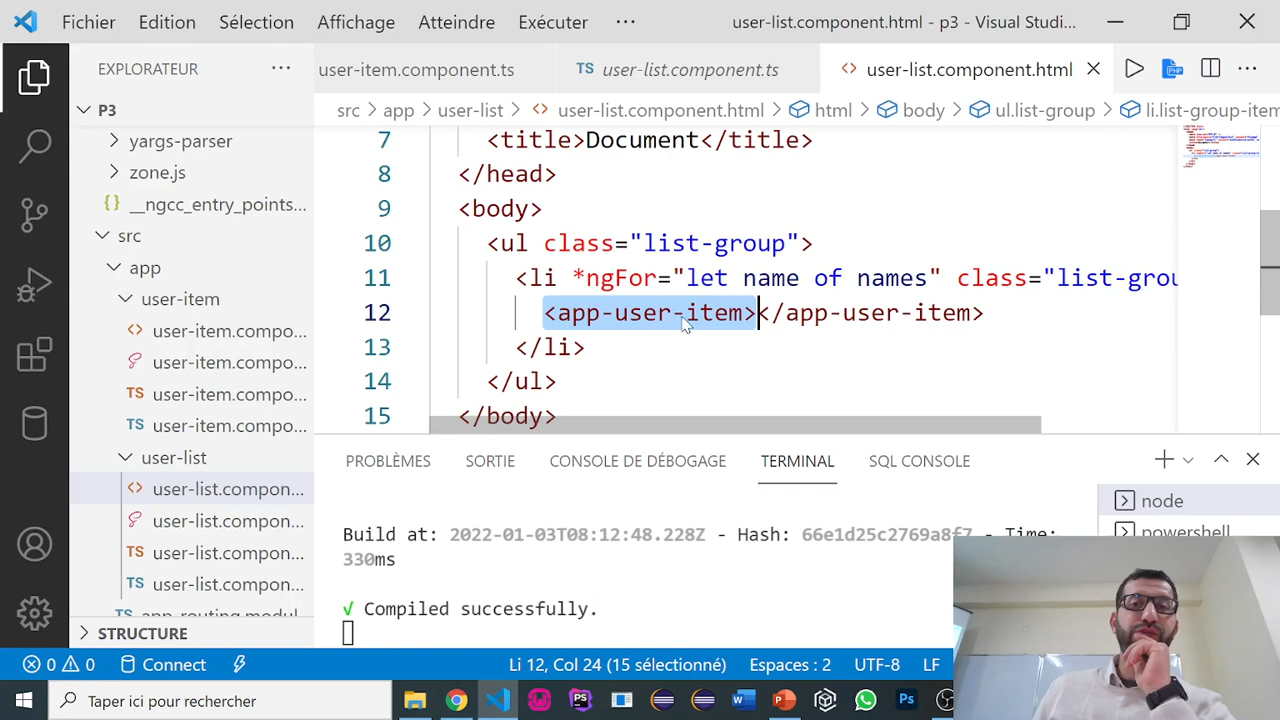 Fichier Edition Sélection Affichage Atteindre Exécuter ··· user-list.component.html - p3 - Visual Studi...
EXPLORATEUR ···
user-item.component.ts TS user-list.component.ts <> user-list.component.html
P3
src > app > user-list > <> user-list.component.html > html > body > ul.list-group > li.list-group-item
yargs-parser
zone.js
{} __ngcc_entry_points...
src
app
user-item
<> user-item.compo...
user-item.compo...
TS user-item.compo...
TS user-item.compo...
user-list
<> user-list.compon...
user-list.compon...
TS user-list.compon...
TS user-list.compon...
STRUCTURE
7 <title>Document</title>
8 </head>
9 <body>
10 <ul class="list-group">
11 <li *ngFor="let name of names" class="list-grou
12 <app-user-item></app-user-item>
13 </li>
14 </ul>
15 </body>
PROBLÈMES SORTIE CONSOLE DE DÉBOGAGE TERMINAL SQL CONSOLE
node
powershell
Build at: 2022-01-03T08:12:48.228Z - Hash: 66e1d25c2769a8f7 - Time:
330ms
√ Compiled successfully.
0 0 Connect Li 12, Col 24 (15 sélectionné) Espaces : 2 UTF-8 LF
Taper ici pour rechercher